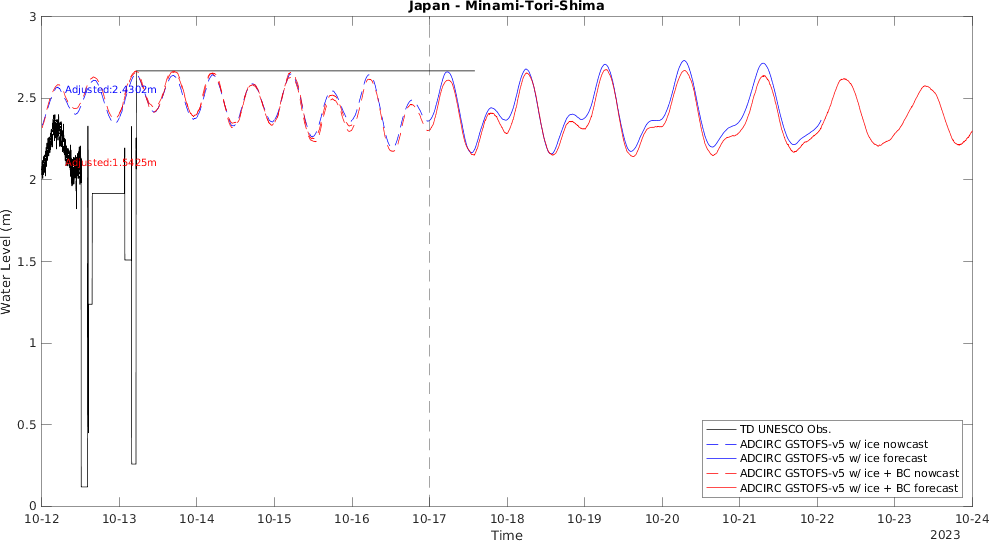 Japan - Minami-Tori-Shima
3
2.5
2
1.5
1
0.5
0
Water Level (m)
Adjusted:2.4302m
Adjusted:1.5425m
TD UNESCO Obs.
ADCIRC GSTOFS-v5 w/ ice nowcast
ADCIRC GSTOFS-v5 w/ ice forecast
ADCIRC GSTOFS-v5 w/ ice + BC nowcast
ADCIRC GSTOFS-v5 w/ ice + BC forecast
10-12 10-13 10-14 10-15 10-16 10-17 10-18 10-19 10-20 10-21 10-22 10-23 10-24
Time
2023